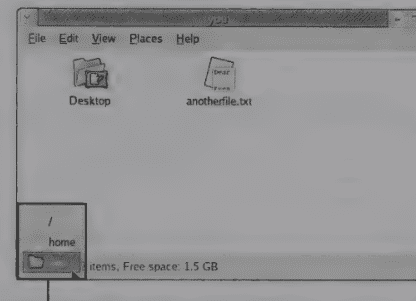 File Edit View Places Help
Desktop
anotherfile.txt
/
home
items, Free space: 1.5 GB